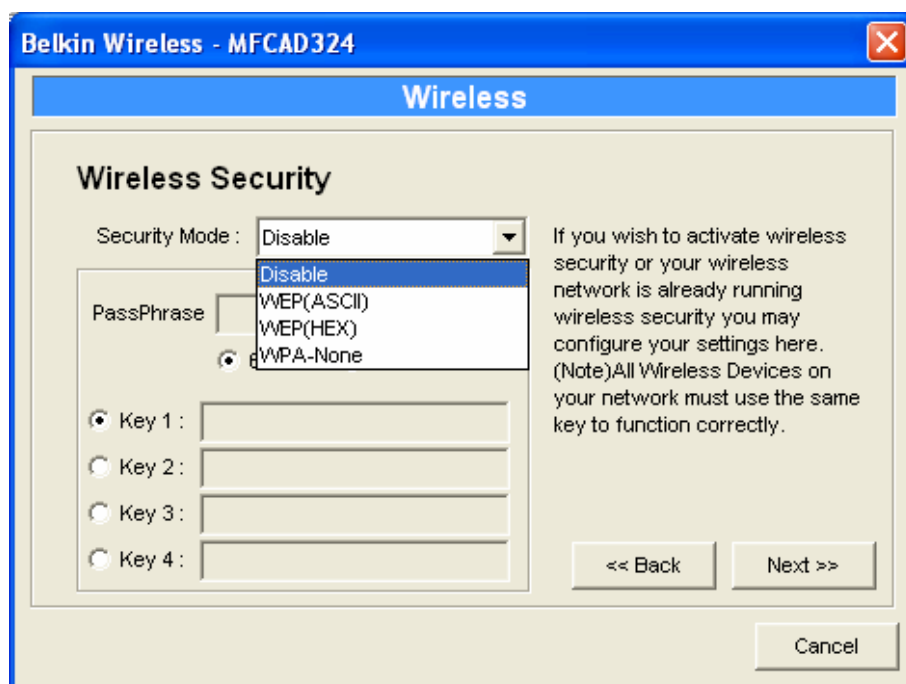 Belkin Wireless - MFCAD324
Wireless
Wireless Security
Security Mode : Disable
Disable
WEP(ASCII)
WEP(HEX)
WPA-None
PassPhrase
Key 1 :
Key 2 :
Key 3 :
Key 4 :
If you wish to activate wireless
security or your wireless
network is already running
wireless security you may
configure your settings here.
(Note)All Wireless Devices on
your network must use the same
key to function correctly.
<< Back
Next >>
Cancel